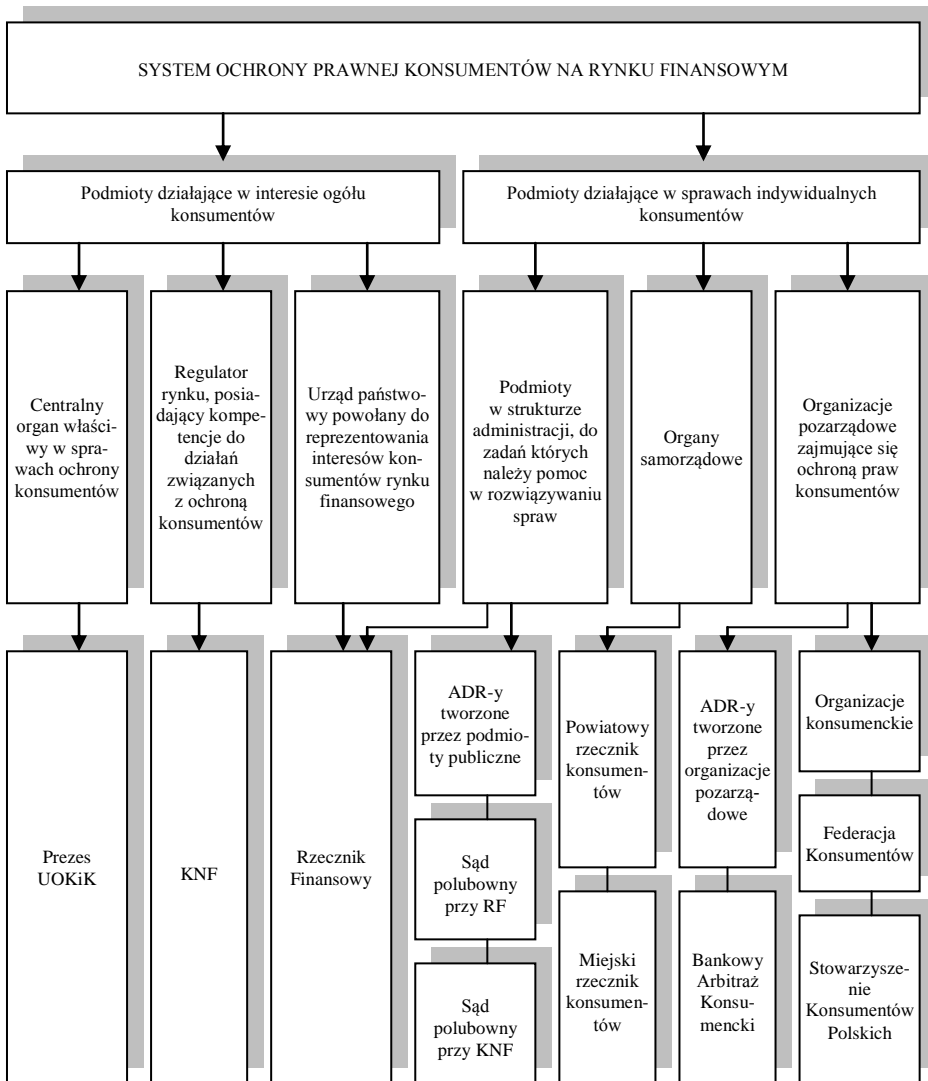 SYSTEM OCHRONY PRAWNEJ KONSUMENTÓW NA RYNKU FINANSOWYM
Podmioty działające w interesie ogółu
konsumentów
Podmioty działające w sprawach indywidualnych
konsumentów
Centralny
organ właści-
wy w spra-
wach ochrony
konsumentów
Regulator
rynku, posia-
dający kompe-
tencje do
działań
związanych
z ochroną
konsumentów
Urząd państwo-
wy powołany do
reprezentowania
interesów kon-
sumentów rynku
finansowego
Podmioty
w strukturze
administracji, do
zadań których
należy pomoc
w rozwiązywaniu
spraw
Organy
samorządowe
Organizacje
pozarządowe
zajmujące się
ochroną praw
konsumentów
Prezes
UOKiK
KNF
Rzecznik
Finansowy
ADR-y
tworzone
przez podmio-
ty publiczne
Sąd
polubowny
przy RF
Sąd
polubowny
przy KNF
Powiatowy
rzecznik
konsumen-
tów
Miejski
rzecznik
konsumen-
tów
ADR-y
tworzone
przez
organizacje
pozarzą-
dowe
Bankowy
Arbitraż
Konsu-
mencki
Organizacje
konsumenckie
Federacja
Konsumentów
Stowarzysze-
nie
Konsumentów
Polskich